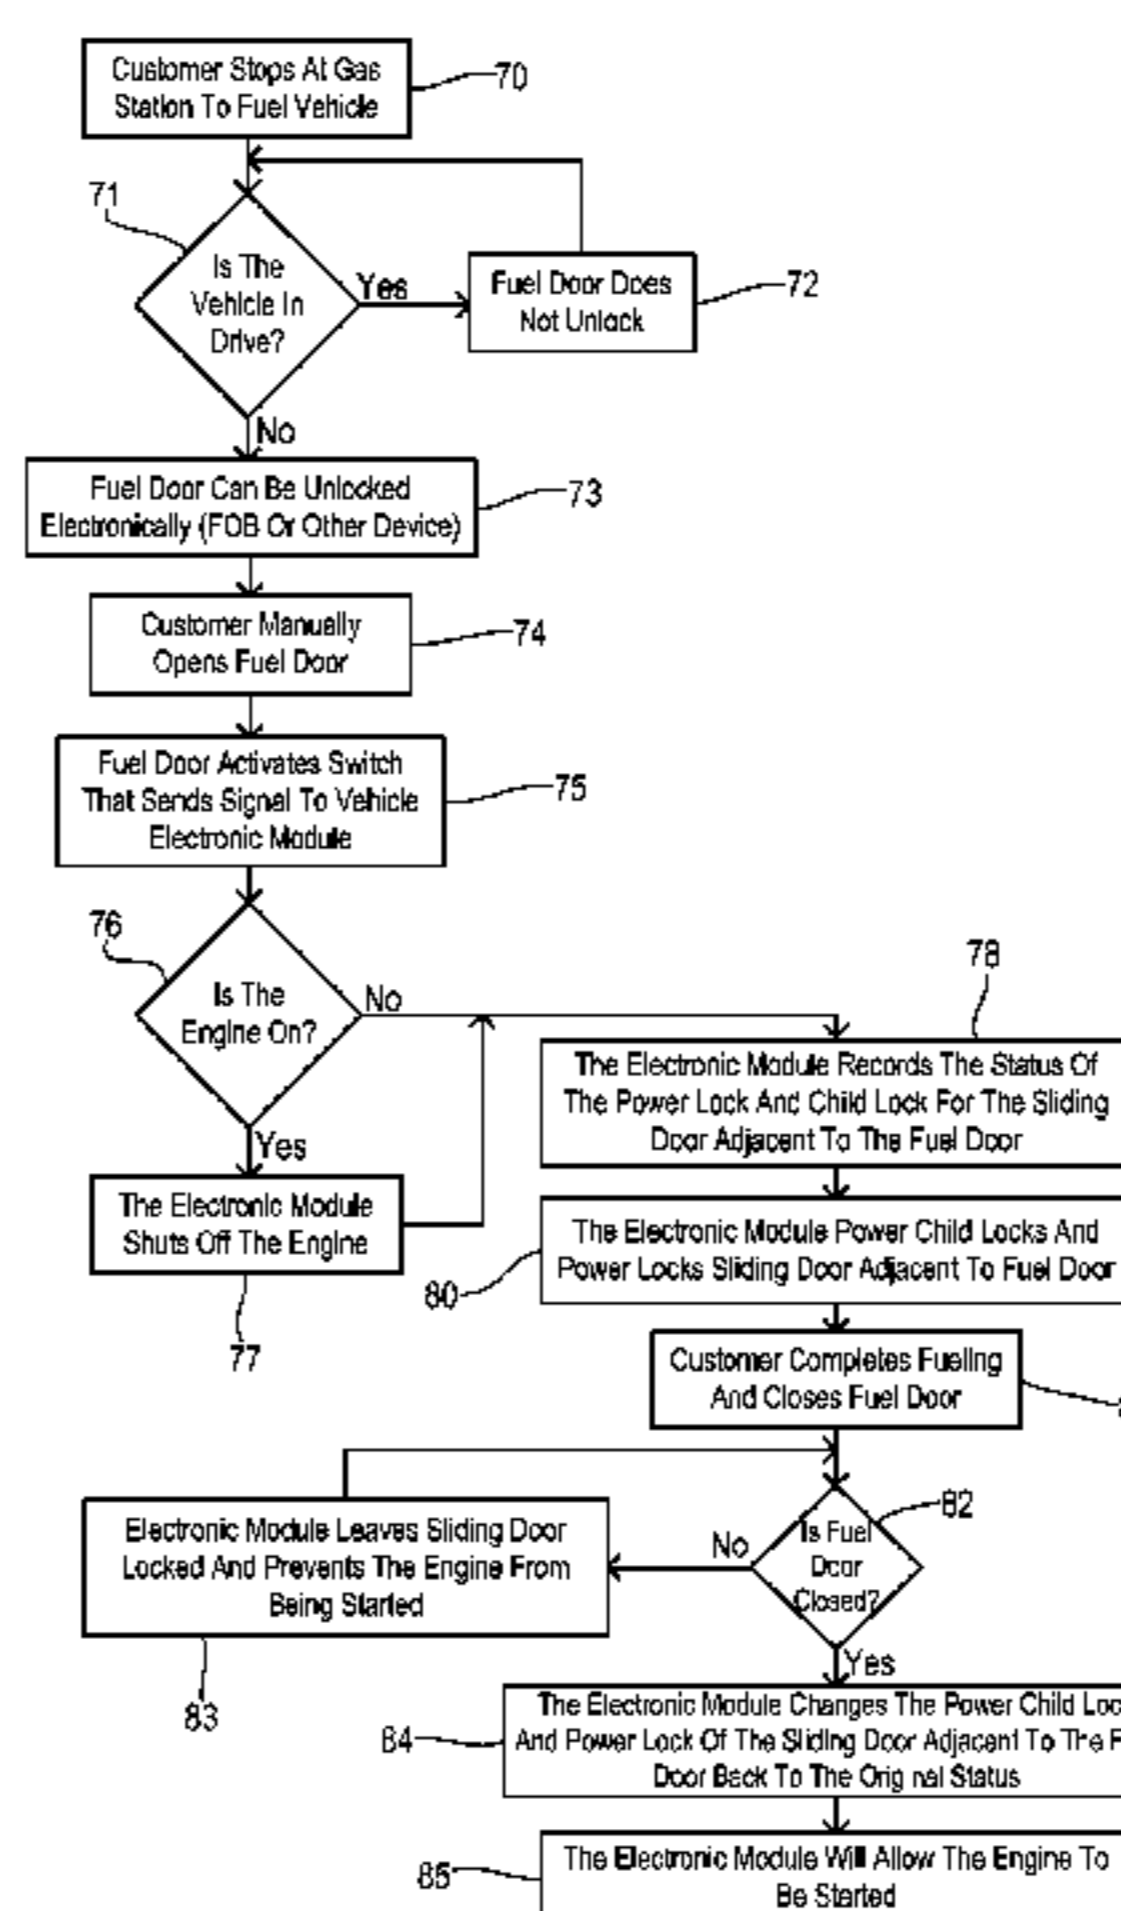 Customer Stops At Gas
Station To Fuel Vehicle
70
71
Is The
Vehicle In
Drive?
Yes
Fuel Door Does
Not Unlock
72
No
Fuel Door Can Be Unlocked
Electronically (FOB Or Other Device)
73
Customer Manually
Opens Fuel Door
74
Fuel Door Activates Switch
That Sends Signal To Vehicle
Electronic Module
75
76
Is The
Engine On?
No
78
The Electronic Module Records The Status Of
The Power Lock And Child Lock For The Sliding
Door Adjacent To The Fuel Door
Yes
The Electronic Module
Shuts Off The Engine
77
The Electronic Module Power Child Locks And
Power Locks Sliding Door Adjacent To Fuel Door
80
Customer Completes Fueling
And Closes Fuel Door
82
Is Fuel
Door
Closed?
No
Electronic Module Leaves Sliding Door
Locked And Prevents The Engine From
Being Started
83
Yes
The Electronic Module Changes The Power Child Loc
And Power Lock Of The Sliding Door Adjacent To The F
Door Back To The Original Status
84
The Electronic Module Will Allow The Engine To
Be Started
85